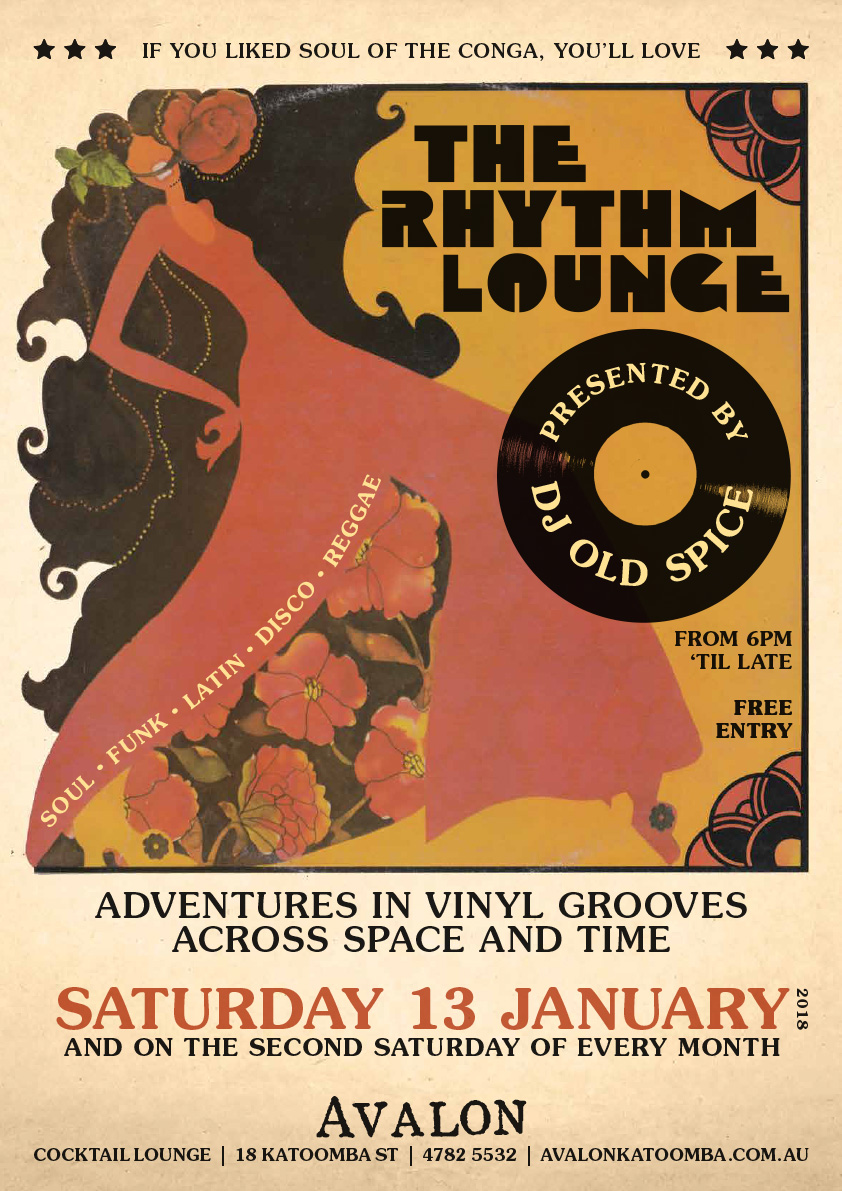 ★ ★ ★ IF YOU LIKED SOUL OF THE CONGA, YOU'LL LOVE ★ ★ ★
THE
RHYTHM
LOUNGE
PRESENTED BY
DJ OLD SPICE
SOUL • FUNK • LATIN • DISCO • REGGAE
FROM 6PM
‘TIL LATE
FREE
ENTRY
ADVENTURES IN VINYL GROOVES
ACROSS SPACE AND TIME
SATURDAY 13 JANUARY 2018
AND ON THE SECOND SATURDAY OF EVERY MONTH
AVALON
COCKTAIL LOUNGE | 18 KATOOMBA ST | 4782 5532 | AVALONKATOOMBA.COM.AU